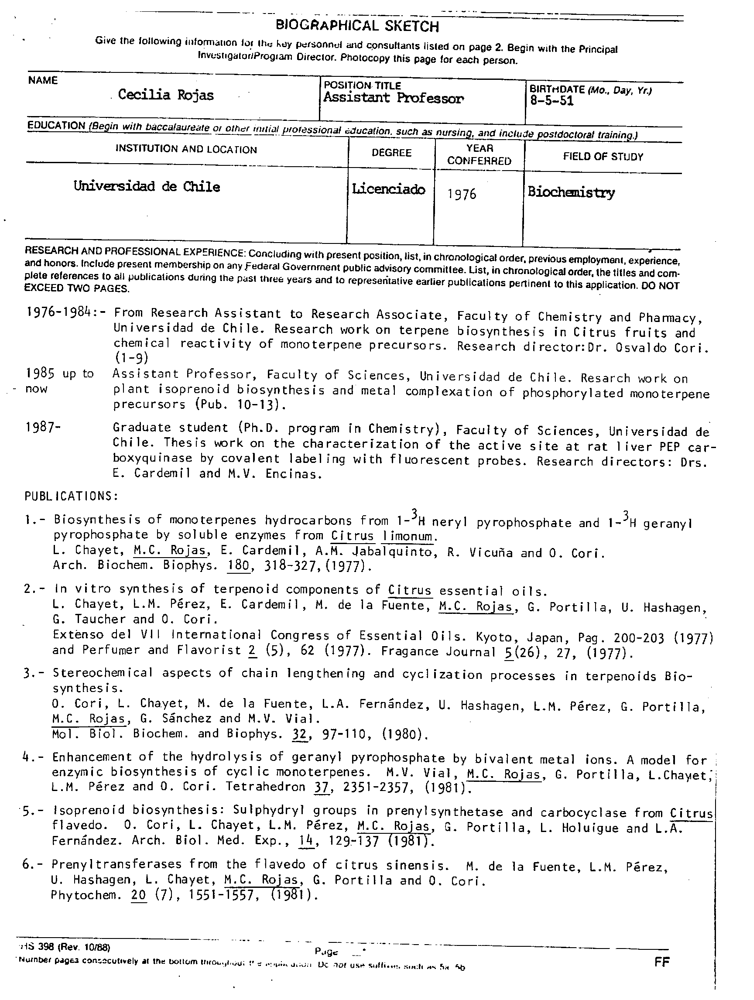 BIOGRAPHICAL SKETCH
Give the following information for the key personnel and consultants listed on page 2. Begin with the Principal
Investigator/Program Director. Photocopy this page for each person.
NAME
Cecilia Rojas
POSITION TITLE
Assistant Professor
BIRTHDATE (Mo., Day, Yr.)
8-5-51
EDUCATION (Begin with baccalaureate or other initial professional education, such as nursing, and include postdoctoral training.)
INSTITUTION AND LOCATION
DEGREE
YEAR
CONFERRED
FIELD OF STUDY
Universidad de Chile
Licenciado
1976
Biochemistry
RESEARCH AND PROFESSIONAL EXPERIENCE: Concluding with present position, list, in chronological order, previous employment, experience,
and honors. Include present membership on any Federal Government public advisory committee. List, in chronological order, the titles and com-
plete references to all publications during the past three years and to representative earlier publications pertinent to this application. DO NOT
EXCEED TWO PAGES.
1976-1984:- From Research Assistant to Research Associate, Faculty of Chemistry and Pharmacy,
Universidad de Chile. Research work on terpene biosynthesis in Citrus fruits and
chemical reactivity of monoterpene precursors. Research director:Dr. Osvaldo Cori.
(1-9)
1985 up to Assistant Professor, Faculty of Sciences, Universidad de Chile. Resarch work on
- now plant isoprenoid biosynthesis and metal complexation of phosphorylated monoterpene
precursors (Pub. 10-13).
1987- Graduate student (Ph.D. program in Chemistry), Faculty of Sciences, Universidad de
Chile. Thesis work on the characterization of the active site at rat liver PEP car-
boxyquinase by covalent labeling with fluorescent probes. Research directors: Drs.
E. Cardemil and M.V. Encinas.
PUBLICATIONS:
1.- Biosynthesis of monoterpenes hydrocarbons from 1-³H neryl pyrophosphate and 1-³H geranyl
pyrophosphate by soluble enzymes from Citrus limonum.
L. Chayet, M.C. Rojas, E. Cardemil, A.M. Jabalquinto, R. Vicuña and O. Cori.
Arch. Biochem. Biophys. 180, 318-327,(1977).
2.- In vitro synthesis of terpenoid components of Citrus essential oils.
L. Chayet, L.M. Pérez, E. Cardemil, M. de la Fuente, M.C. Rojas, G. Portilla, U. Hashagen,
G. Taucher and O. Cori.
Extenso del VII International Congress of Essential Oils. Kyoto, Japan, Pag. 200-203 (1977)
and Perfumer and Flavorist 2 (5), 62 (1977). Fragance Journal 5(26), 27, (1977).
3.- Stereochemical aspects of chain lengthening and cyclization processes in terpenoids Bio-
synthesis.
O. Cori, L. Chayet, M. de la Fuente, L.A. Fernández, U. Hashagen, L.M. Pérez, G. Portilla,
M.C. Rojas, G. Sánchez and M.V. Vial.
Mol. Biol. Biochem. and Biophys. 32, 97-110, (1980).
4.- Enhancement of the hydrolysis of geranyl pyrophosphate by bivalent metal ions. A model for
enzymic biosynthesis of cyclic monoterpenes. M.V. Vial, M.C. Rojas, G. Portilla, L.Chayet,
L.M. Pérez and O. Cori. Tetrahedron 37, 2351-2357, (1981).
5.- Isoprenoid biosynthesis: Sulphydryl groups in prenylsynthetase and carbocyclase from Citrus
flavedo. O. Cori, L. Chayet, L.M. Pérez, M.C. Rojas, G. Portilla, L. Holuigue and L.A.
Fernández. Arch. Biol. Med. Exp., 14, 129-137 (1981).
6.- Prenyltransferases from the flavedo of citrus sinensis. M. de la Fuente, L.M. Pérez,
U. Hashagen, L. Chayet, M.C. Rojas, G. Portilla and O. Cori.
Phytochem. 20 (7), 1551-1557, (1981).
HS 398 (Rev. 10/88)
Page
FF
Number pages consecutively at the bottom throughout the application. Do not use suffixes such as 5a, 5b